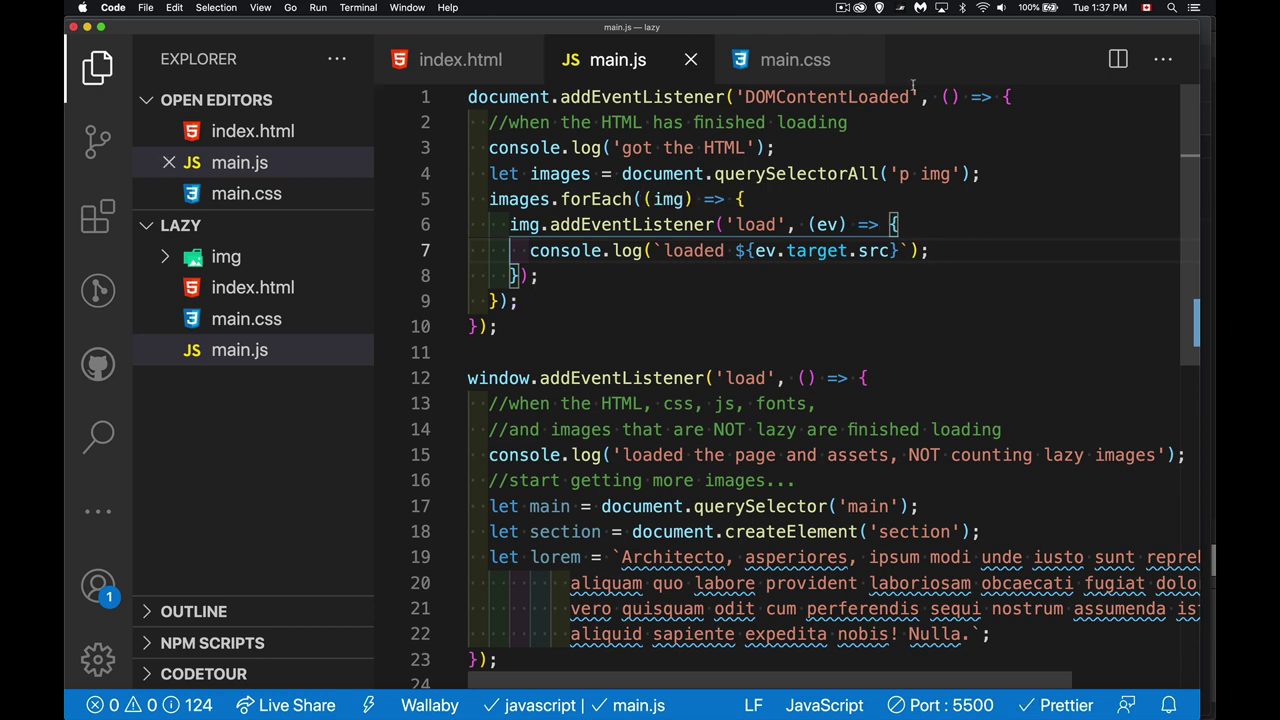 Code File Edit Selection View Go Run Terminal Window Help 100% Tue 1:37 PM
main.js — lazy
EXPLORER
OPEN EDITORS
index.html
JS main.js
main.css
LAZY
img
index.html
main.css
JS main.js
OUTLINE
NPM SCRIPTS
CODETOUR
1
index.html JS main.js main.css
1 document.addEventListener('DOMContentLoaded', () => {
2 //when the HTML has finished loading
3 console.log('got the HTML');
4 let images = document.querySelectorAll('p img');
5 images.forEach((img) => {
6 img.addEventListener('load', (ev) => {
7 console.log(`loaded ${ev.target.src}`);
8 });
9 });
10 });
11
12 window.addEventListener('load', () => {
13 //when the HTML, css, js, fonts,
14 //and images that are NOT lazy are finished loading
15 console.log('loaded the page and assets, NOT counting lazy images');
16 //start getting more images...
17 let main = document.querySelector('main');
18 let section = document.createElement('section');
19 let lorem = `Architecto, asperiores, ipsum modi unde iusto sunt repre
20 aliquam quo labore provident laboriosam obcaecati fugiat dolo
21 vero quisquam odit cum perferendis sequi nostrum assumenda is
22 aliquid sapiente expedita nobis! Nulla.`;
23 });
24
0 0 124 Live Share Wallaby javascript | main.js LF JavaScript Port : 5500 Prettier